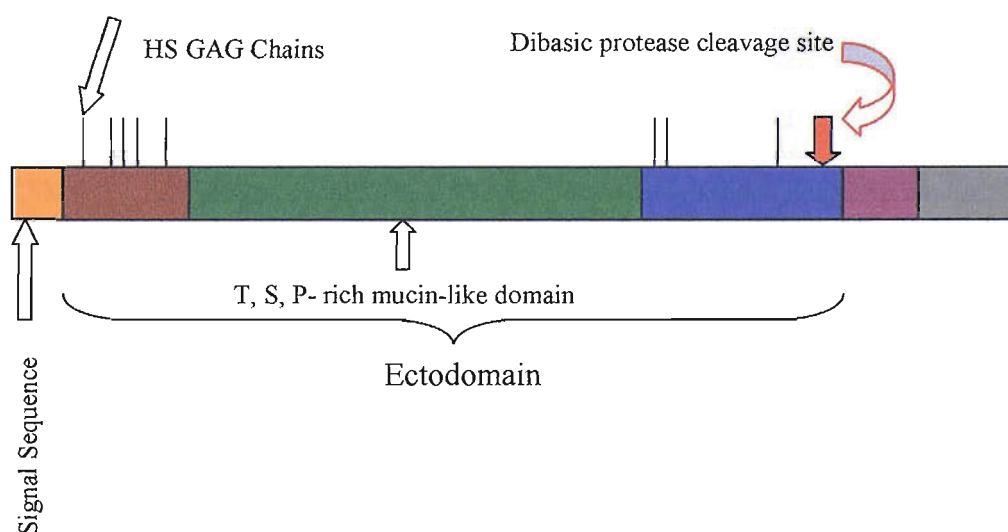 HS GAG Chains
Dibasic protease cleavage site
T, S, P- rich mucin-like domain
Ectodomain
Signal Sequence